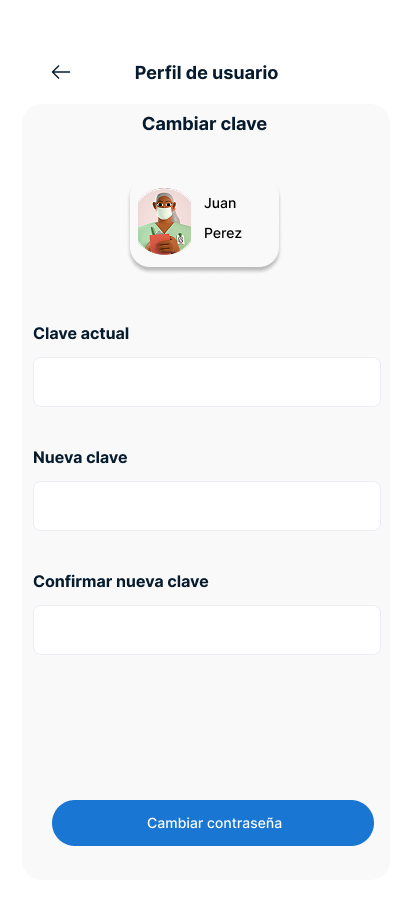 Perfil de usuario
Cambiar clave
Juan
Perez
Clave actual
Nueva clave
Confirmar nueva clave
Cambiar contraseña